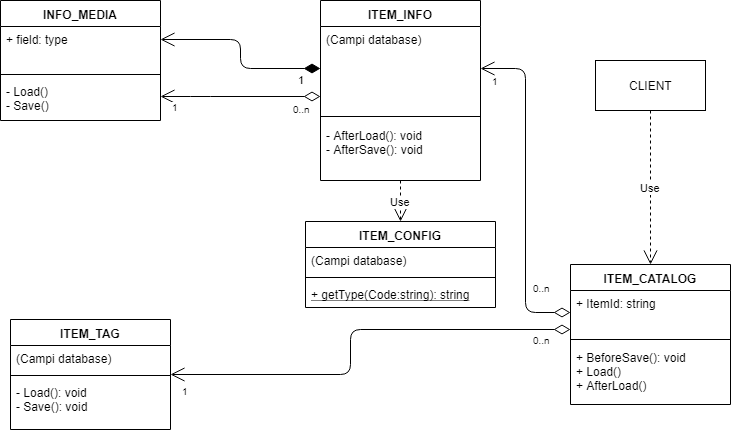 INFO_MEDIA
+ field: type
- Load()
- Save()
ITEM_INFO
(Campi database)
- AfterLoad(): void
- AfterSave(): void
1
1
0..n
1
CLIENT
Use
Use
ITEM_CONFIG
(Campi database)
+ getType(Code:string): string
ITEM_CATALOG
+ ItemId: string
+ BeforeSave(): void
+ Load()
+ AfterLoad()
0..n
0..n
ITEM_TAG
(Campi database)
- Load(): void
- Save(): void
1